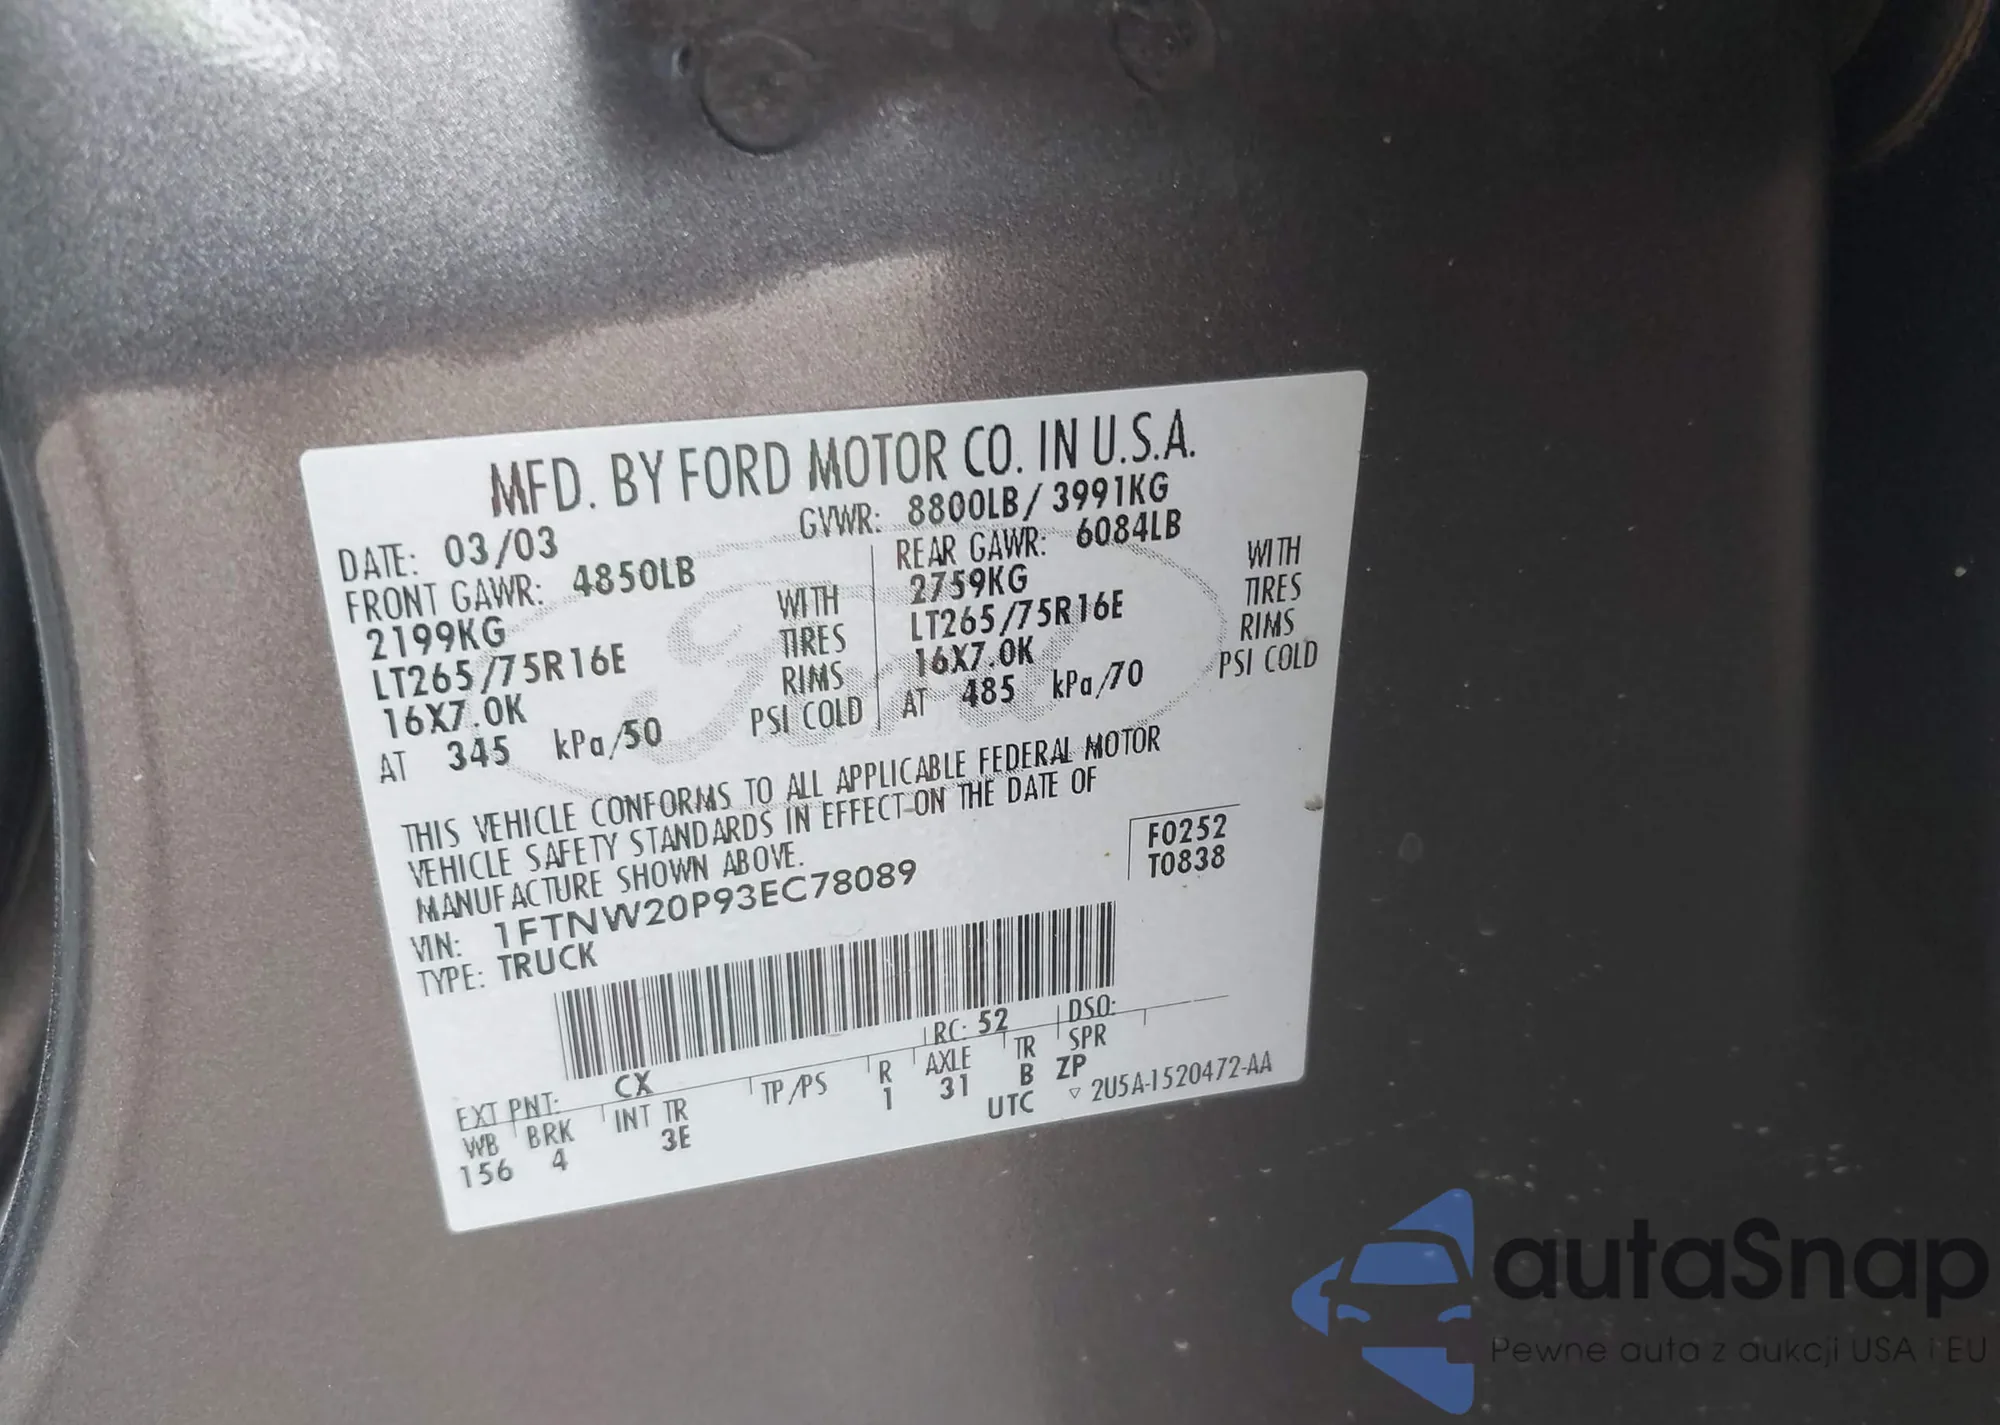 MFD. BY FORD MOTOR CO. IN U.S.A.
DATE: 03/03 GVWR: 8800LB/ 3991KG
FRONT GAWR: 4850LB REAR GAWR: 6084LB
2199KG WITH 2759KG WITH
LT265/75R16E TIRES LT265/75R16E TIRES
16X7.0K RIMS 16X7.0K RIMS
AT 345 kPa/50 PSI COLD AT 485 kPa/70 PSI COLD
THIS VEHICLE CONFORMS TO ALL APPLICABLE FEDERAL MOTOR
VEHICLE SAFETY STANDARDS IN EFFECT ON THE DATE OF
MANUFACTURE SHOWN ABOVE.
F0252
T0838
VIN: 1FTNW20P93EC78089
TYPE: TRUCK
EXT PNT: CX RC: 52 DSO:
WB BRK INT TR TP/PS R AXLE TR SPR
156 4 3E 1 31 B ZP
UTC ▽ 2U5A-1520472-AA
Ford
autaSnap
Pewne auta z aukcji USA i EU